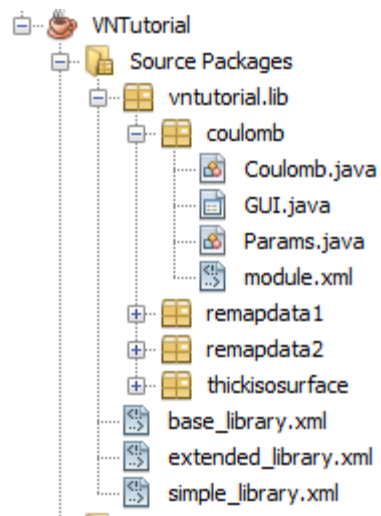 VNTutorial
Source Packages
vntutorial.lib
coulomb
Coulomb.java
GUI.java
Params.java
module.xml
remapdata1
remapdata2
thickisosurface
base_library.xml
extended_library.xml
simple_library.xml